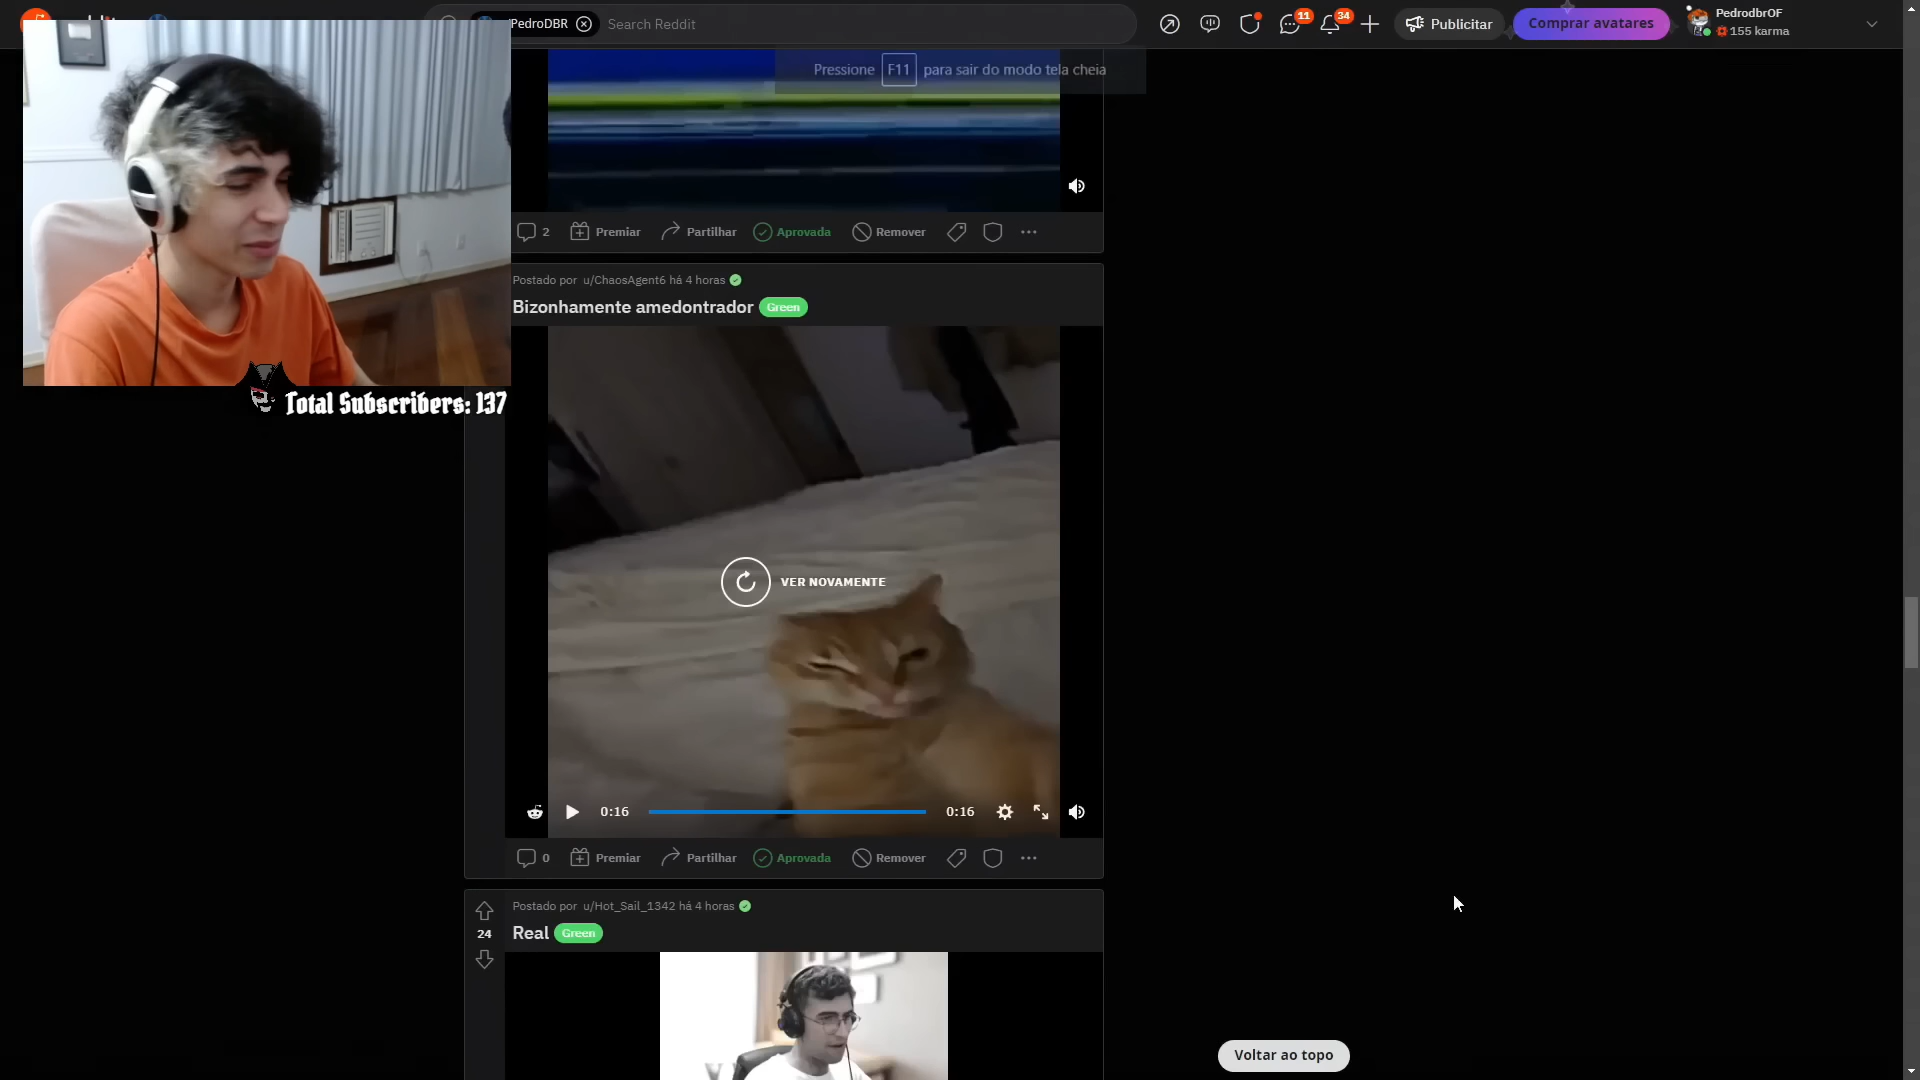 /PedroDBR
Search Reddit
11
34
Publicitar
Comprar avatares
PedrodbrOF
155 karma
Pressione F11 para sair do modo tela cheia
2
Premiar
Partilhar
Aprovada
Remover
Postado por u/ChaosAgent6 há 4 horas
Bizonhamente amedontrador Green
Total Subscribers: 137
VER NOVAMENTE
0:16
0:16
0
Premiar
Partilhar
Aprovada
Remover
Postado por u/Hot_Sail_1342 há 4 horas
24
Real Green
Voltar ao topo